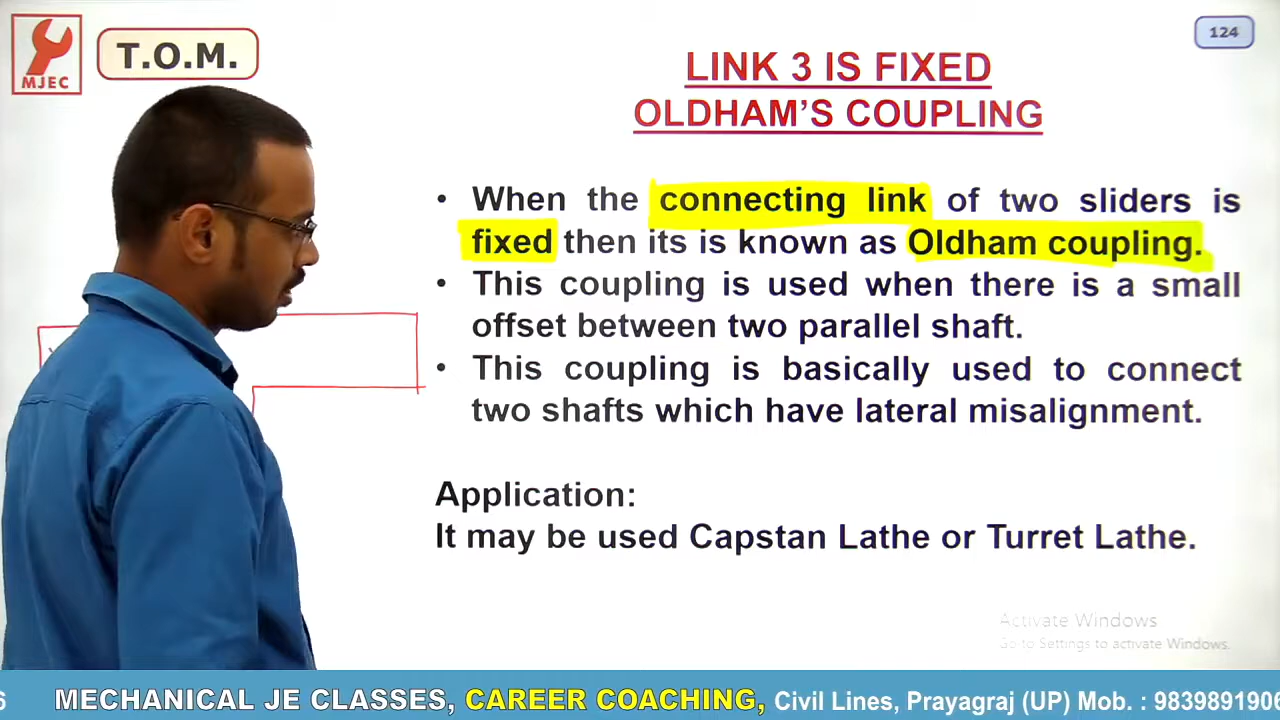 MJEC
T.O.M.
124
LINK 3 IS FIXED
OLDHAM'S COUPLING
• When the connecting link of two sliders is
fixed then its is known as Oldham coupling.
• This coupling is used when there is a small
offset between two parallel shaft.
• This coupling is basically used to connect
two shafts which have lateral misalignment.
Application:
It may be used Capstan Lathe or Turret Lathe.
Activate Windows
Go to Settings to activate Windows.
6 MECHANICAL JE CLASSES, CAREER COACHING, Civil Lines, Prayagraj (UP) Mob. : 9839891906